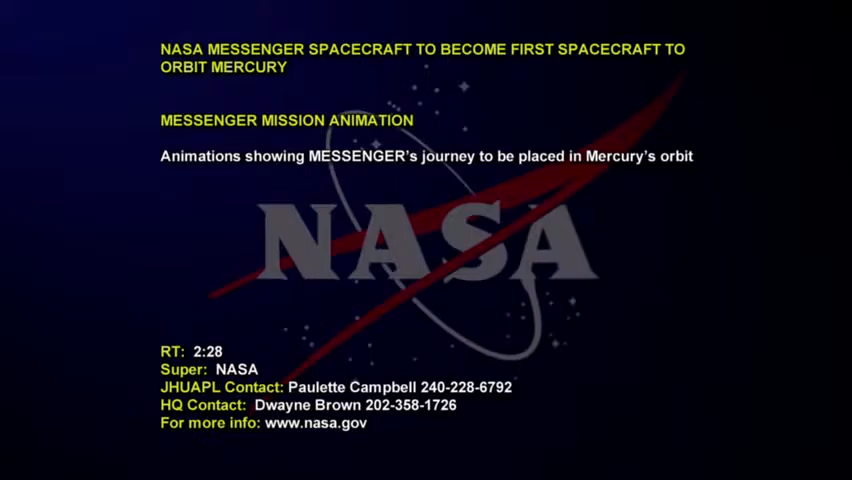 NASA MESSENGER SPACECRAFT TO BECOME FIRST SPACECRAFT TO
ORBIT MERCURY
MESSENGER MISSION ANIMATION
Animations showing MESSENGER's journey to be placed in Mercury's orbit
NASA
RT: 2:28
Super: NASA
JHUAPL Contact: Paulette Campbell 240-228-6792
HQ Contact: Dwayne Brown 202-358-1726
For more info: www.nasa.gov